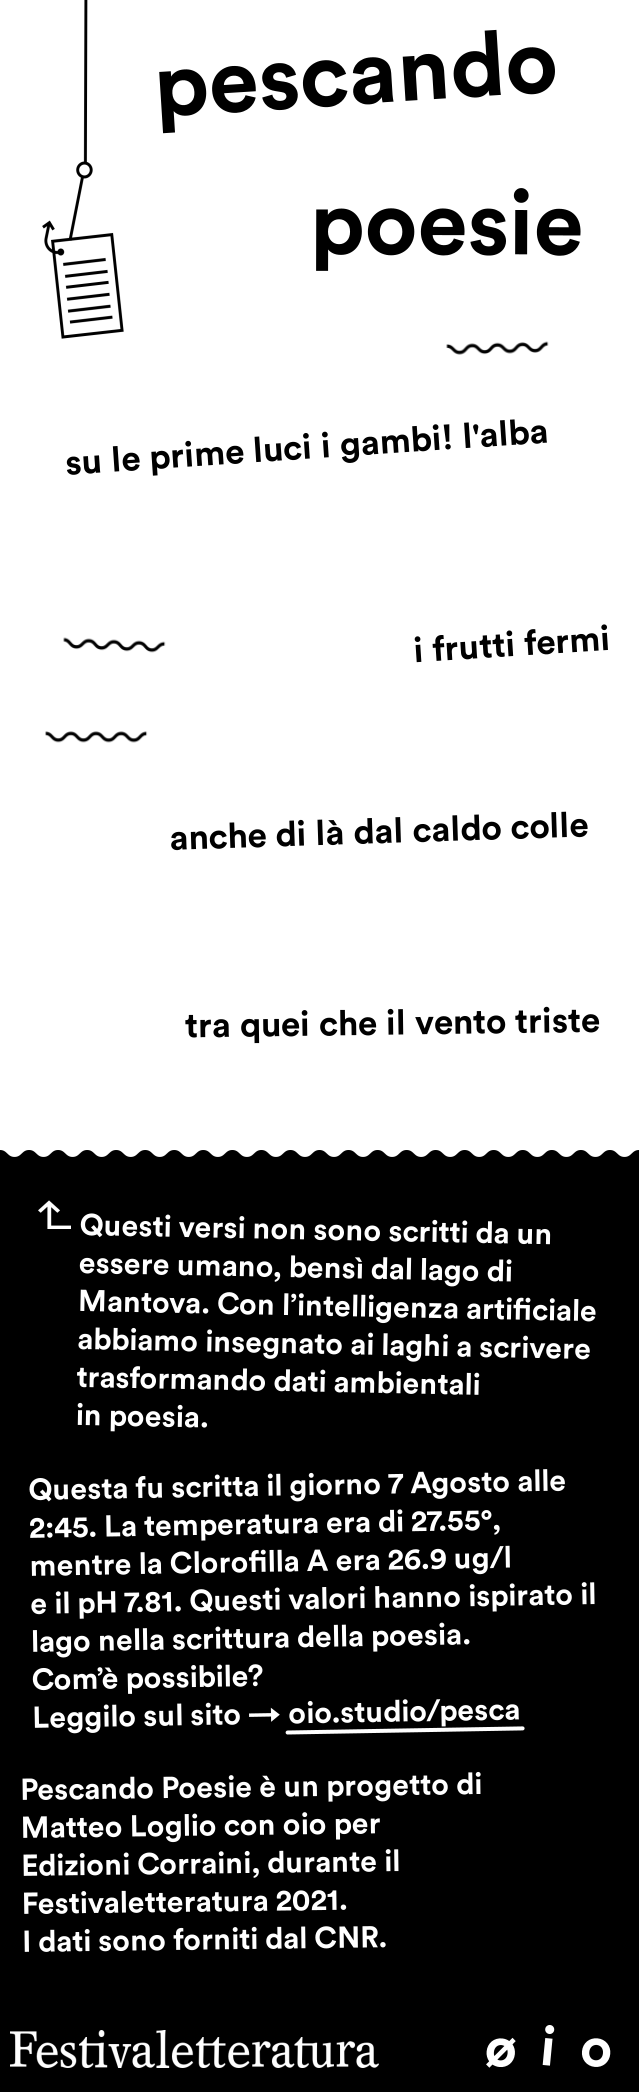 pescando
poesie
su le prime luci i gambi! l'alba
i frutti fermi
anche di là dal caldo colle
tra quei che il vento triste
Questi versi non sono scritti da un
essere umano, bensì dal lago di
Mantova. Con l’intelligenza artificiale
abbiamo insegnato ai laghi a scrivere
trasformando dati ambientali
in poesia.
Questa fu scritta il giorno 7 Agosto alle
2:45. La temperatura era di 27.55°,
mentre la Clorofilla A era 26.9 ug/l
e il pH 7.81. Questi valori hanno ispirato il
lago nella scrittura della poesia.
Com’è possibile?
Leggilo sul sito → oio.studio/pesca
Pescando Poesie è un progetto di
Matteo Loglio con oio per
Edizioni Corraini, durante il
Festivaletteratura 2021.
I dati sono forniti dal CNR.
Festivaletteratura
ø i o